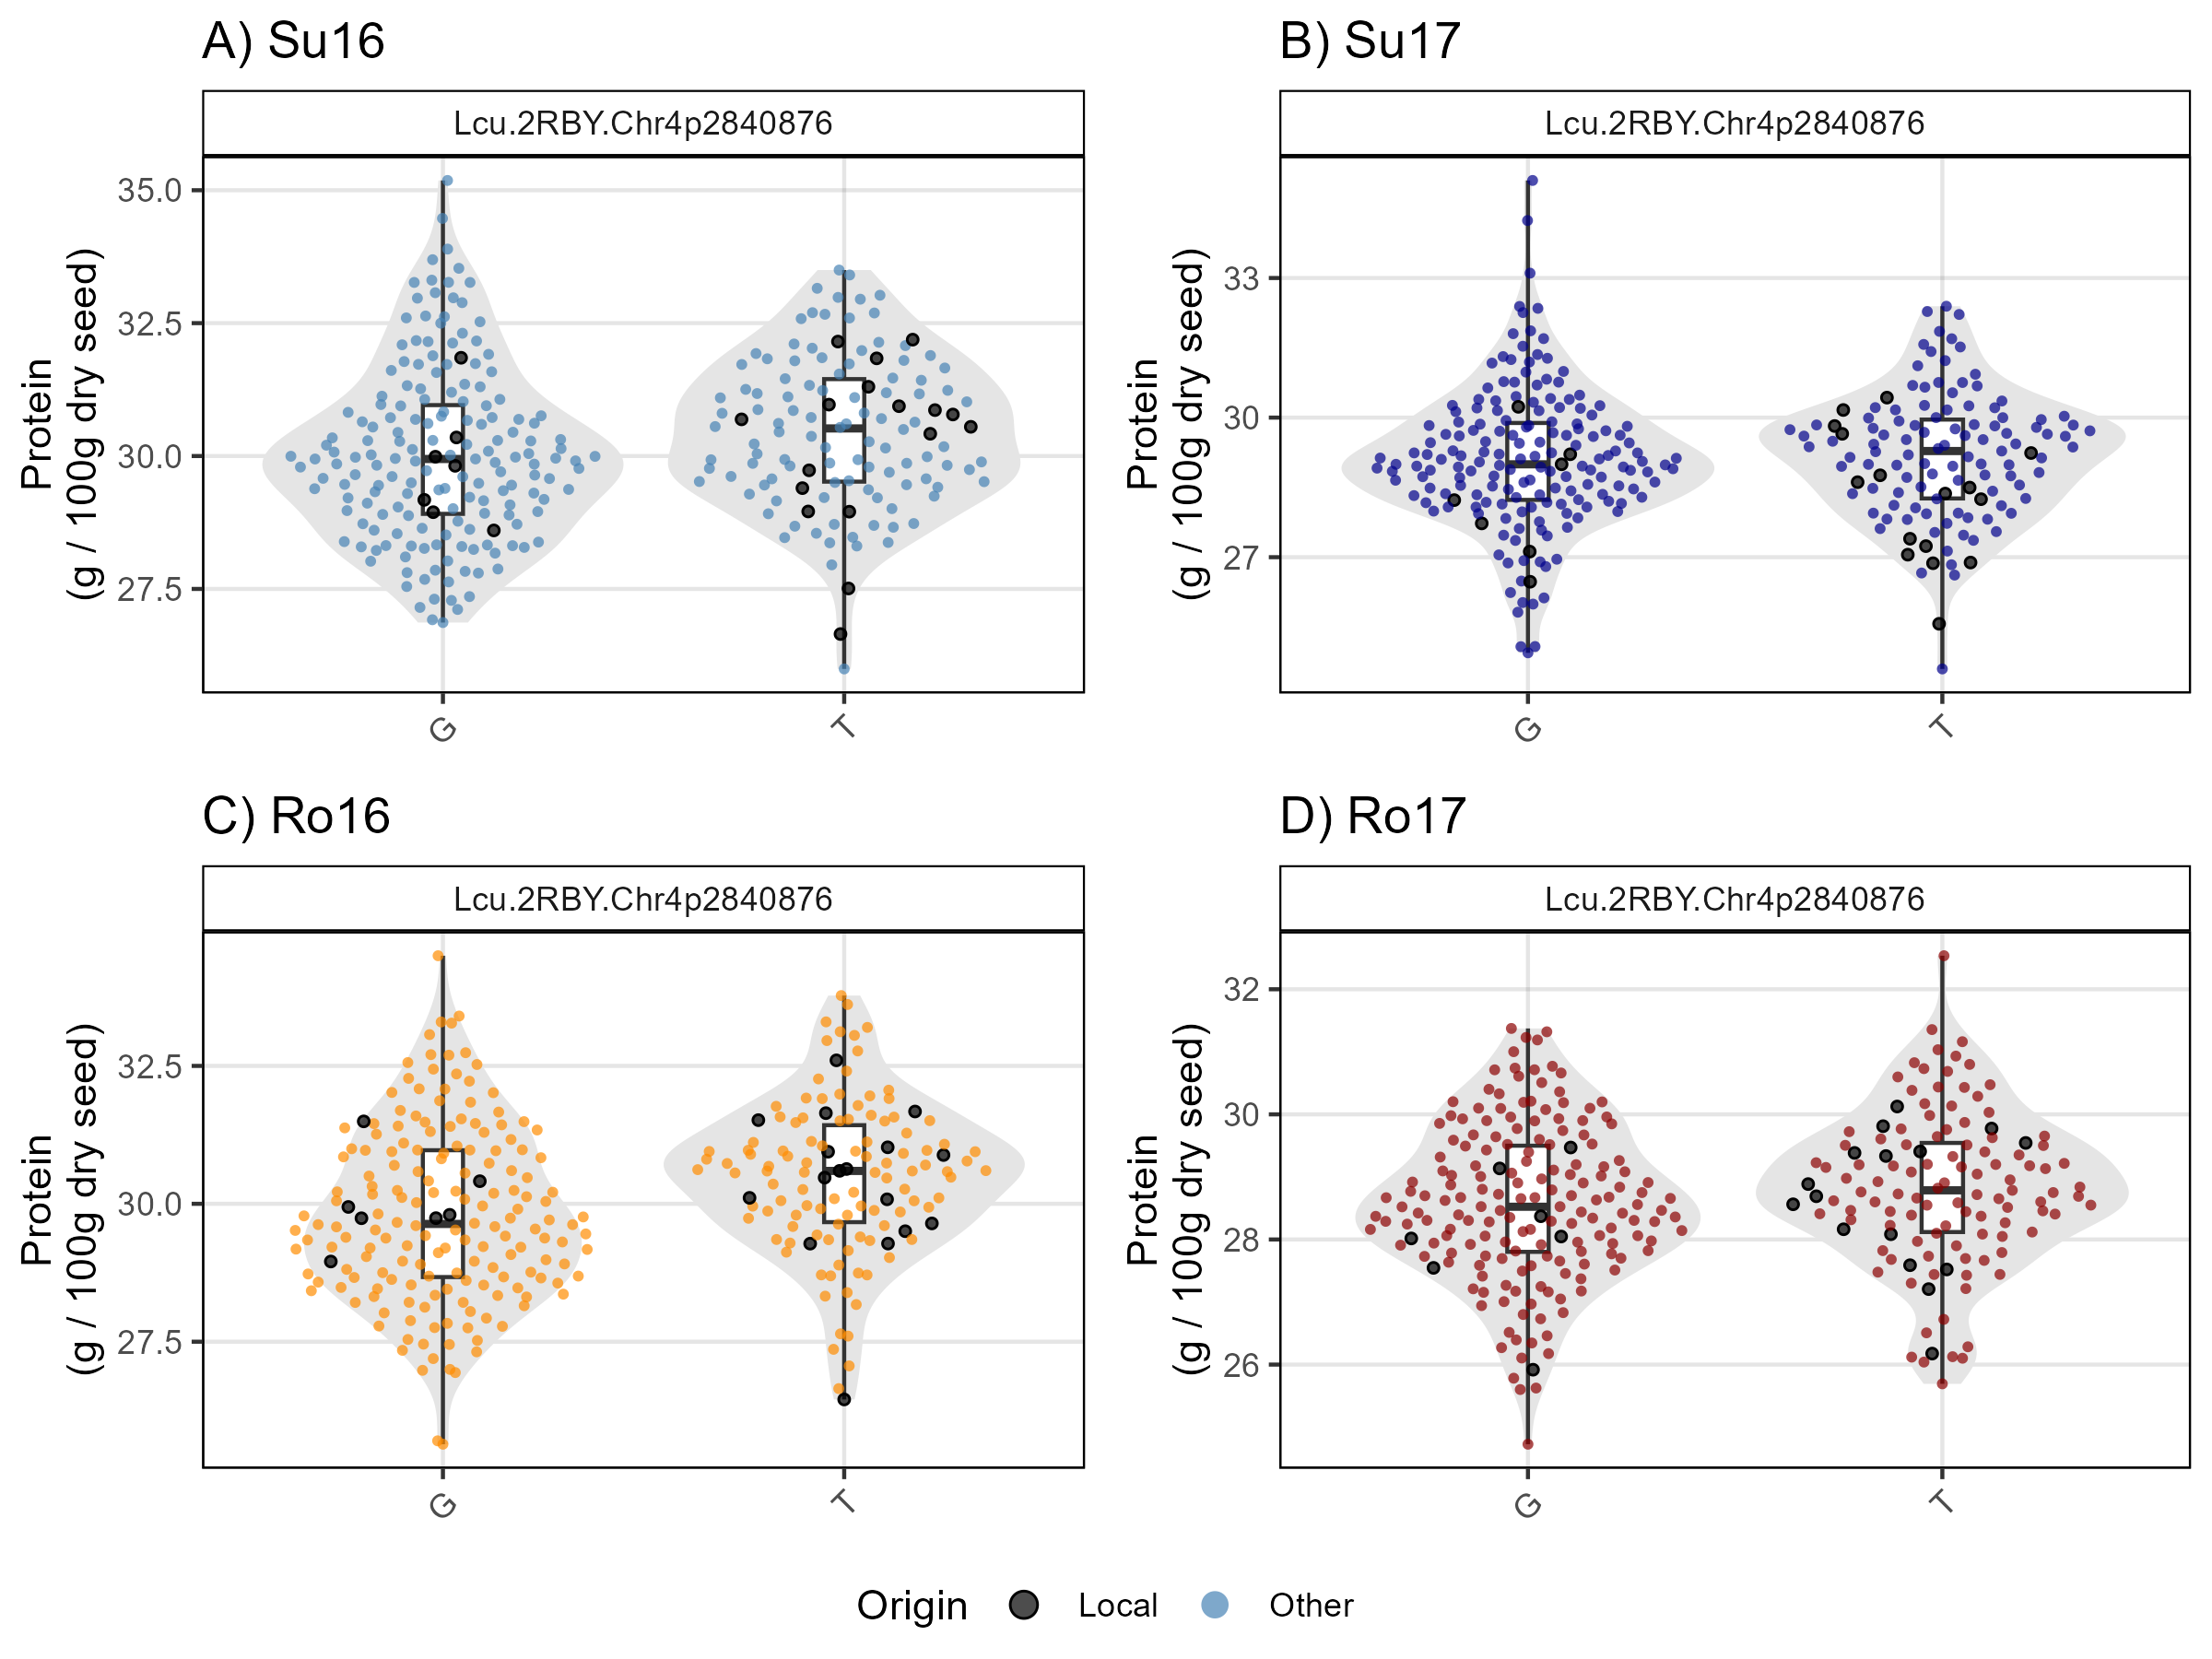 A) Su16
Lcu.2RBY.Chr4p2840876
Protein
(g / 100g dry seed)
35.0
32.5
30.0
27.5
G
T
B) Su17
Lcu.2RBY.Chr4p2840876
Protein
(g / 100g dry seed)
33
30
27
G
T
C) Ro16
Lcu.2RBY.Chr4p2840876
Protein
(g / 100g dry seed)
32.5
30.0
27.5
G
T
D) Ro17
Lcu.2RBY.Chr4p2840876
Protein
(g / 100g dry seed)
32
30
28
26
G
T
Origin Local Other